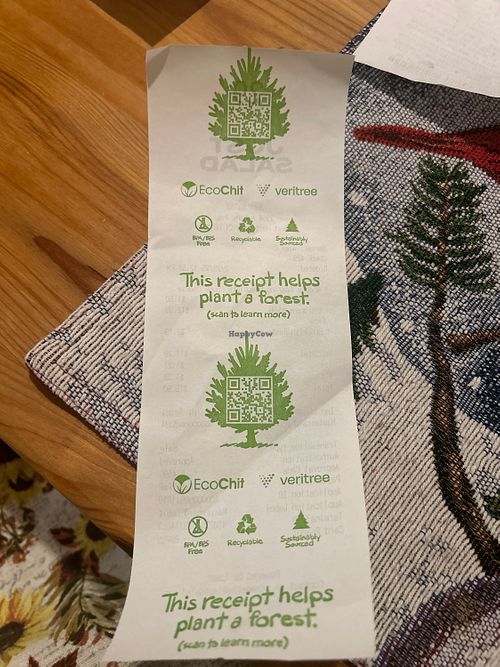 EcoChit veritree
BPA/BPS Free Recyclable Sustainably Sourced
This receipt helps
plant a forest.
(scan to learn more)
HappyCow
EcoChit veritree
BPA/BPS Free Recyclable Sustainably Sourced
This receipt helps
plant a forest.
(scan to learn more)